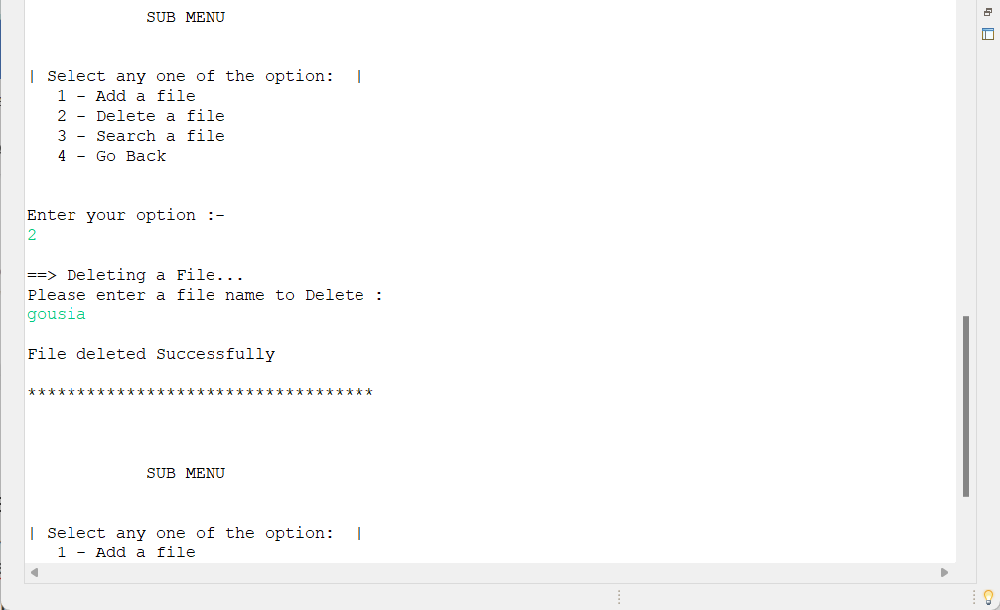 SUB MENU
| Select any one of the option:  |
1 - Add a file
2 - Delete a file
3 - Search a file
4 - Go Back
Enter your option :-
2
==> Deleting a File...
Please enter a file name to Delete :
gousia
File deleted Successfully
***********************************
SUB MENU
| Select any one of the option:  |
1 - Add a file